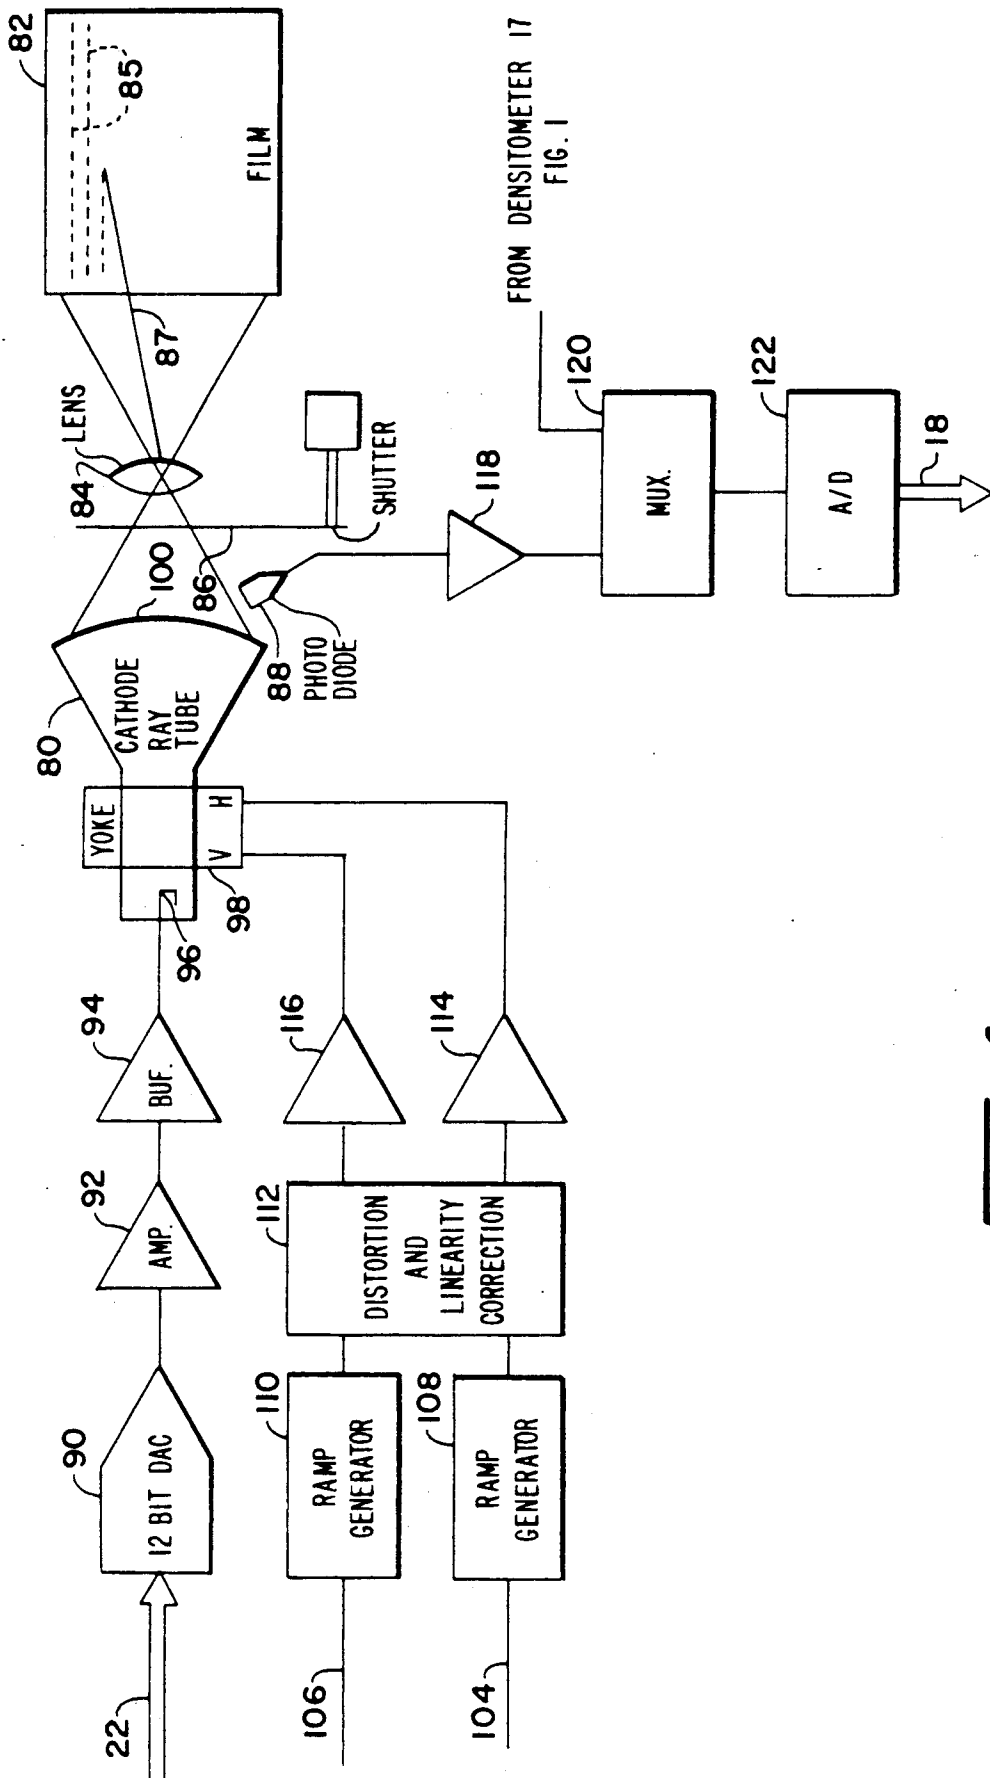 82
85
FILM
87
LENS
84
SHUTTER
86
100
88
PHOTO
DIODE
80
CATHODE
RAY
TUBE
YOKE
V H
98
96
94
BUF.
92
AMP.
90
12 BIT DAC
22
116
114
112
DISTORTION
AND
LINEARITY
CORRECTION
110
RAMP
GENERATOR
108
RAMP
GENERATOR
106
104
118
FROM DENSITOMETER 17
FIG. 1
120
MUX.
122
A/D
18